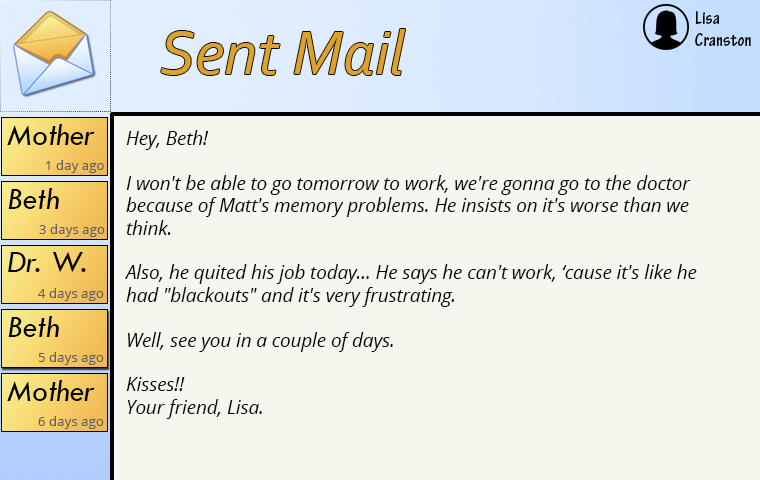 Sent Mail
Lisa
Cranston
Mother
1 day ago
Beth
3 days ago
Dr. W.
4 days ago
Beth
5 days ago
Mother
6 days ago
Hey, Beth!
I won't be able to go tomorrow to work, we're gonna go to the doctor
because of Matt's memory problems. He insists on it's worse than we
think.
Also, he quited his job today... He says he can't work, ‘cause it's like he
had "blackouts" and it's very frustrating.
Well, see you in a couple of days.
Kisses!!
Your friend, Lisa.